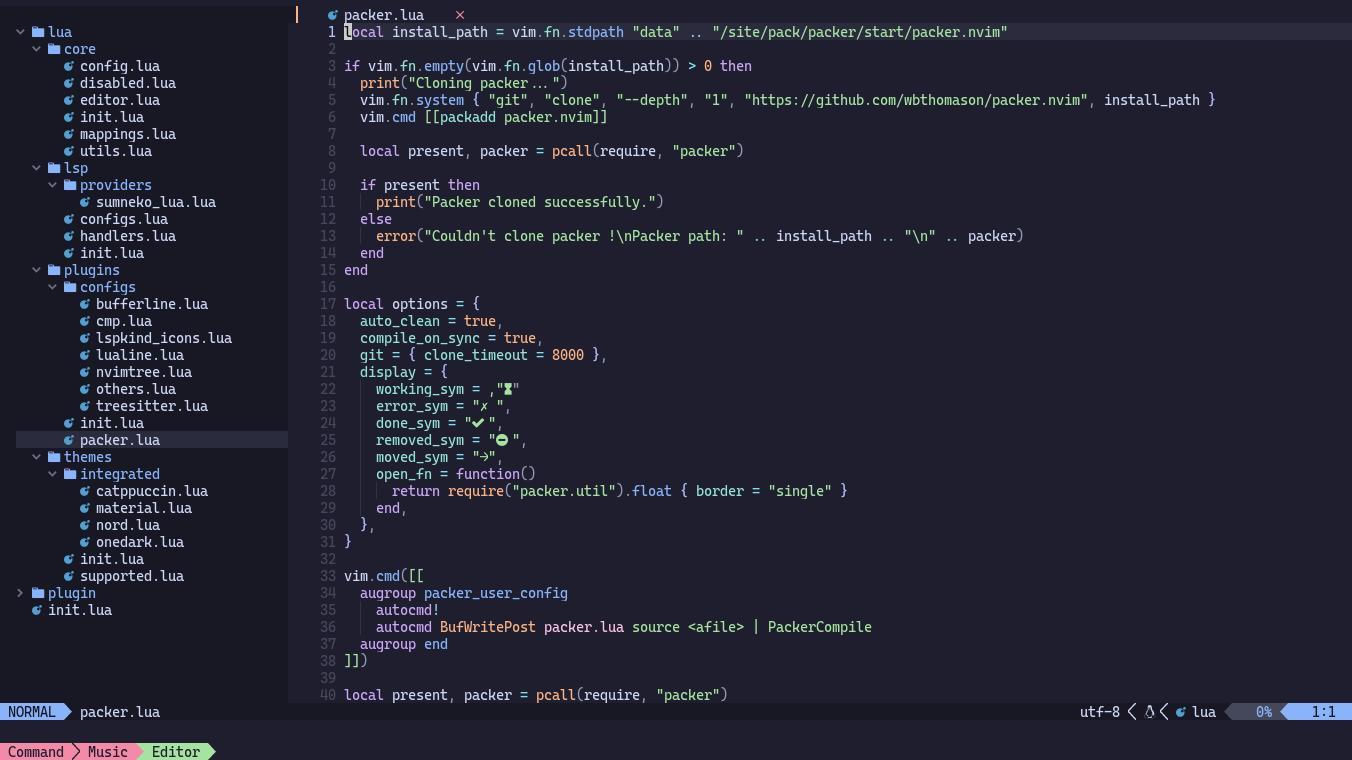 lua
core
config.lua
disabled.lua
editor.lua
init.lua
mappings.lua
utils.lua
lsp
providers
sumneko_lua.lua
configs.lua
handlers.lua
init.lua
plugins
configs
bufferline.lua
cmp.lua
lspkind_icons.lua
lualine.lua
nvimtree.lua
others.lua
treesitter.lua
init.lua
packer.lua
themes
integrated
catppuccin.lua
material.lua
nord.lua
onedark.lua
init.lua
supported.lua
plugin
init.lua
packer.lua ×
1 local install_path = vim.fn.stdpath "data" .. "/site/pack/packer/start/packer.nvim"
2
3 if vim.fn.empty(vim.fn.glob(install_path)) > 0 then
4   print("Cloning packer...")
5   vim.fn.system { "git", "clone", "--depth", "1", "https://github.com/wbthomason/packer.nvim", install_path }
6   vim.cmd [[packadd packer.nvim]]
7
8   local present, packer = pcall(require, "packer")
9
10   if present then
11     print("Packer cloned successfully.")
12   else
13     error("Couldn't clone packer !\nPacker path: " .. install_path .. "\n" .. packer)
14   end
15 end
16
17 local options = {
18   auto_clean = true,
19   compile_on_sync = true,
20   git = { clone_timeout = 8000 },
21   display = {
22     working_sym = ,"⧗"
23     error_sym = "✗ ",
24     done_sym = "✔ ",
25     removed_sym = "⛔ ",
26     moved_sym = "→",
27     open_fn = function()
28       return require("packer.util").float { border = "single" }
29     end,
30   },
31 }
32
33 vim.cmd([[
34   augroup packer_user_config
35     autocmd!
36     autocmd BufWritePost packer.lua source <afile> | PackerCompile
37   augroup end
38 ]])
39
40 local present, packer = pcall(require, "packer")
NORMAL packer.lua utf-8 lua 0% 1:1
Command Music Editor